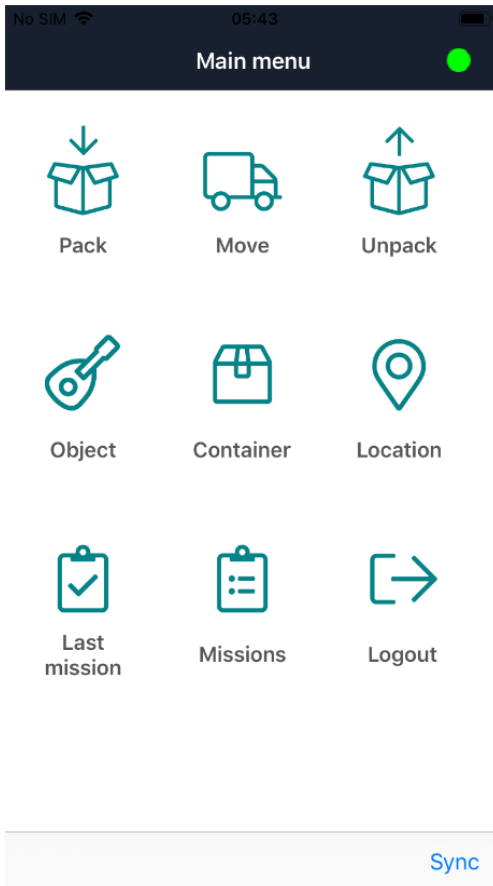 No SIM 05:43
Main menu
Pack Move Unpack
Object Container Location
Last
mission
Missions Logout
Sync